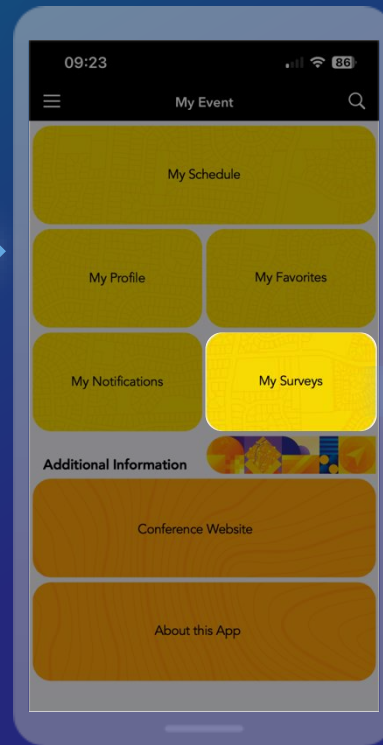 09:23
86
My Event
My Schedule
My Profile
My Favorites
My Notifications
My Surveys
Additional Information
Conference Website
About this App